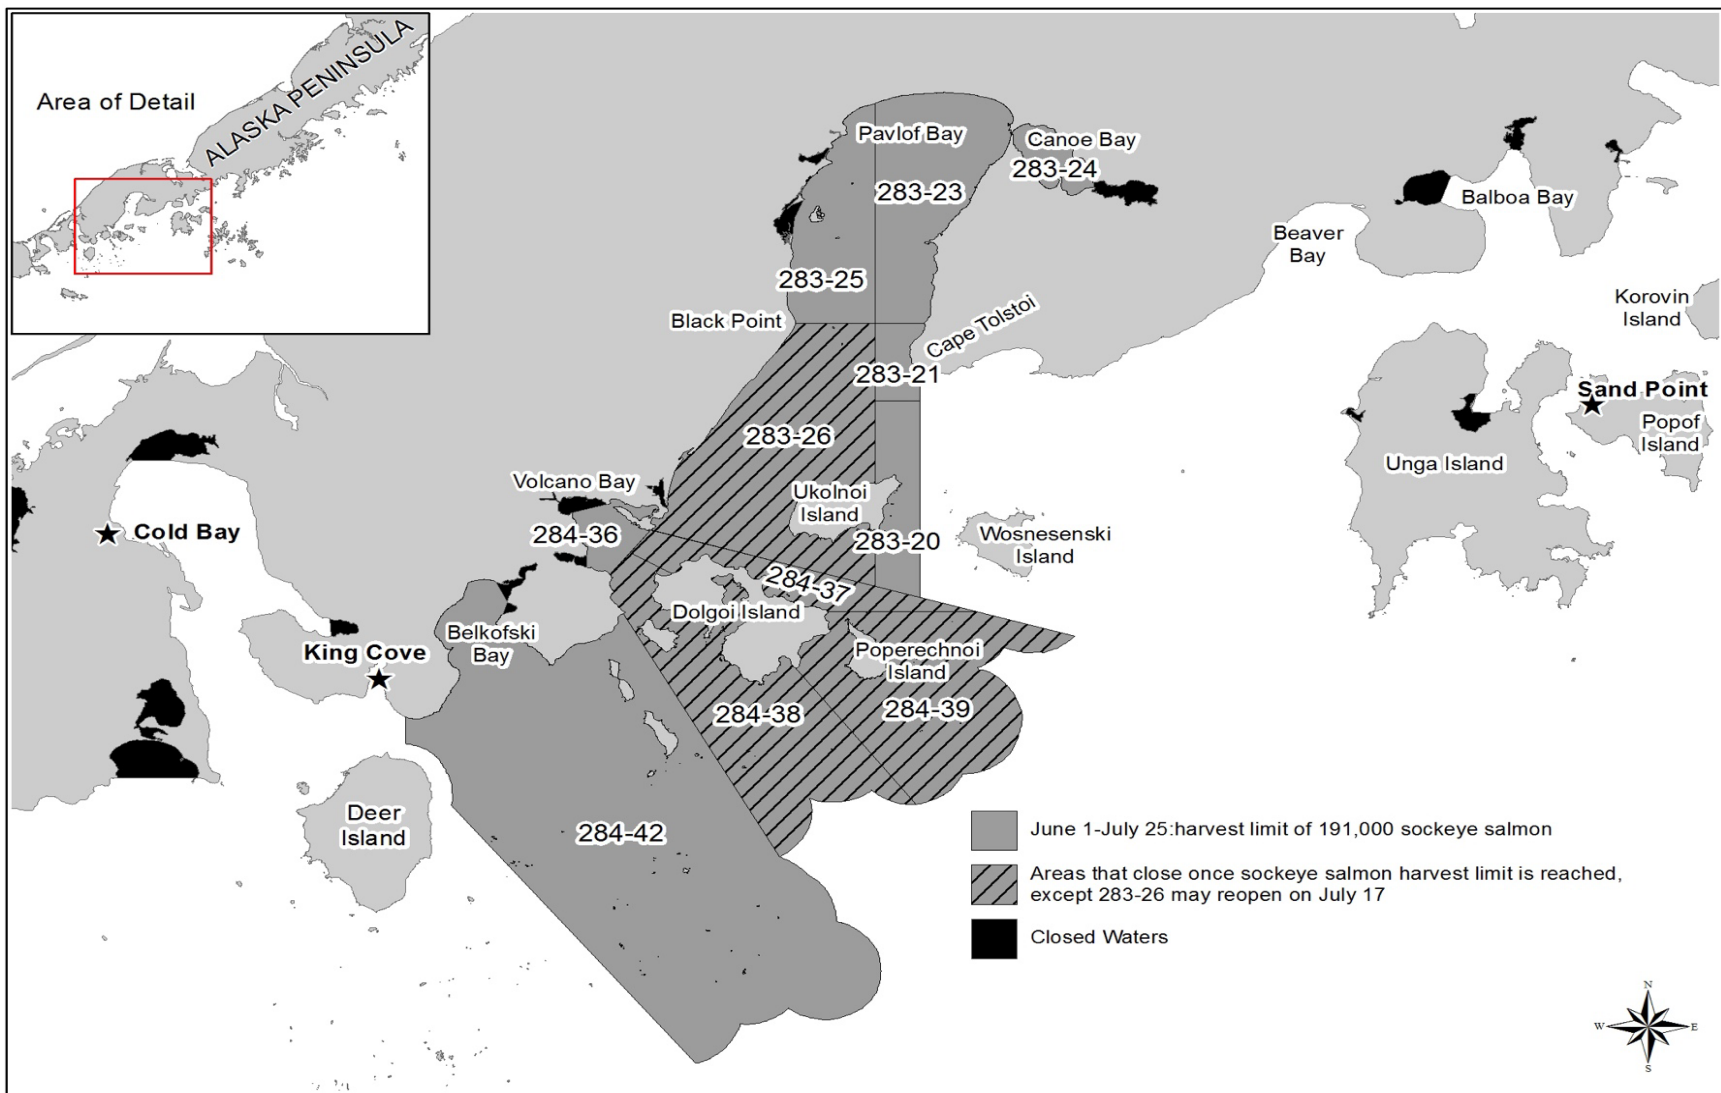 ALASKA PENINSULA
Area of Detail
Pavlof Bay
Canoe Bay
283-24
283-23
Balboa Bay
Beaver
Bay
283-25
Korovin
Island
Black Point
Cape Tolstoi
283-21
Sand Point
Popof
Island
283-26
Unga Island
Volcano Bay
Ukolnoi
Island
Cold Bay
284-36
283-20
Wosnesenski
Island
284-37
Dolgoi Island
Belkofski
Bay
King Cove
Poperechnoi
Island
284-38
284-39
Deer
Island
284-42
June 1-July 25:harvest limit of 191,000 sockeye salmon
Areas that close once sockeye salmon harvest limit is reached,
except 283-26 may reopen on July 17
Closed Waters
N
W
E
S